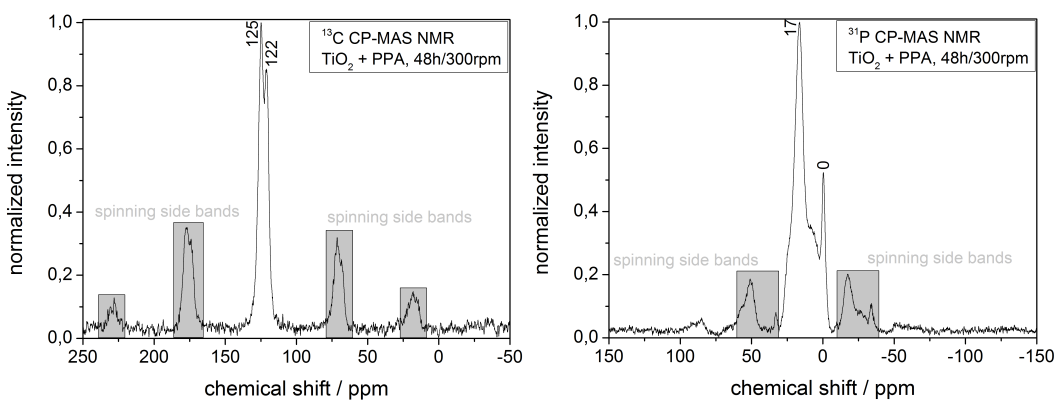 125
122
¹³C CP-MAS NMR
TiO₂ + PPA, 48h/300rpm
spinning side bands
spinning side bands
normalized intensity
1,0
0,8
0,6
0,4
0,2
0,0
250 200 150 100 50 0 -50
chemical shift / ppm
17
0
³¹P CP-MAS NMR
TiO₂ + PPA, 48h/300rpm
spinning side bands
spinning side bands
normalized intensity
1,0
0,8
0,6
0,4
0,2
0,0
150 100 50 0 -50 -100 -150
chemical shift / ppm